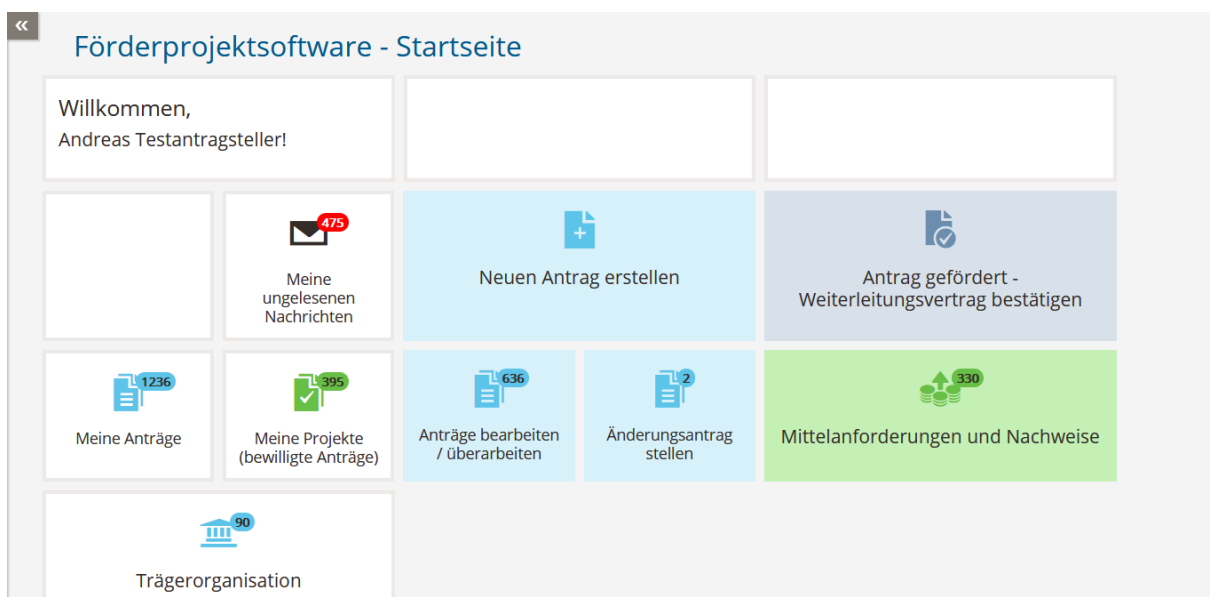 «
Förderprojektsoftware - Startseite
Willkommen,
Andreas Testantragsteller!
475
Meine
ungelesenen
Nachrichten
Neuen Antrag erstellen
Antrag gefördert -
Weiterleitungsvertrag bestätigen
1236
Meine Anträge
395
Meine Projekte
(bewilligte Anträge)
636
Anträge bearbeiten
/ überarbeiten
2
Änderungsantrag
stellen
330
Mittelanforderungen und Nachweise
90
Trägerorganisation